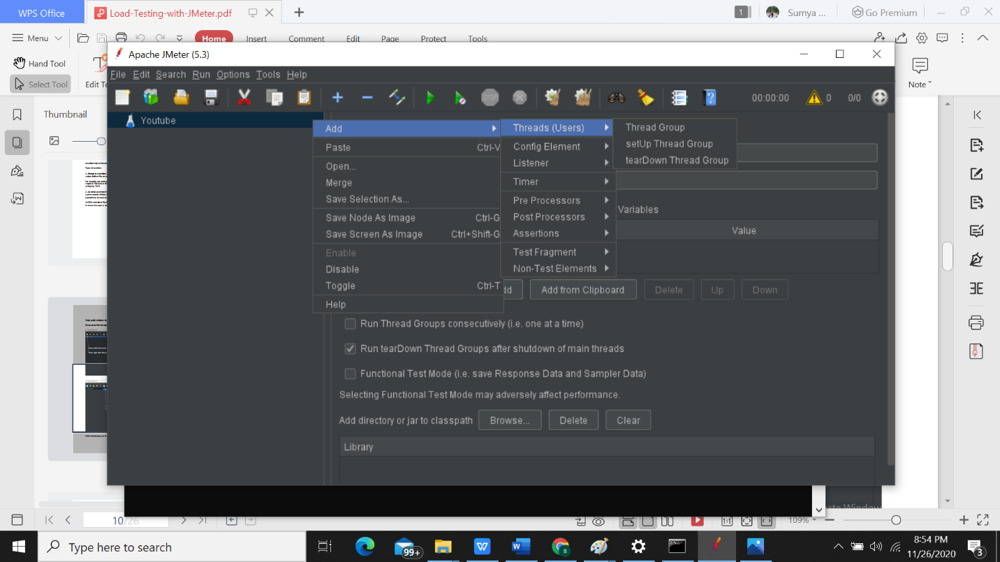 WPS Office
Load-Testing-with-JMeter.pdf
1
Sumya ...
Go Premium
Menu
Home
Insert
Comment
Edit
Page
Protect
Tools
Hand Tool
Select Tool
Edit Te
Note
Apache JMeter (5.3)
File Edit Search Run Options Tools Help
STOP
00:00:00
0
0/0
Thumbnail
Youtube
Add
Paste Ctrl-V
Open...
Merge
Save Selection As...
Save Node As Image Ctrl-G
Save Screen As Image Ctrl+Shift-G
Enable
Disable
Toggle Ctrl-T
Help
Threads (Users)
Config Element
Listener
Timer
Pre Processors
Post Processors
Assertions
Test Fragment
Non-Test Elements
Thread Group
setUp Thread Group
tearDown Thread Group
Variables
Value
dd
Add from Clipboard
Delete
Up
Down
Run Thread Groups consecutively (i.e. one at a time)
Run tearDown Thread Groups after shutdown of main threads
Functional Test Mode (i.e. save Response Data and Sampler Data)
Selecting Functional Test Mode may adversely affect performance.
Add directory or jar to classpath Browse... Delete Clear
Library
10/26
1:1
109%
Type here to search
99+
8:54 PM
11/26/2020
3